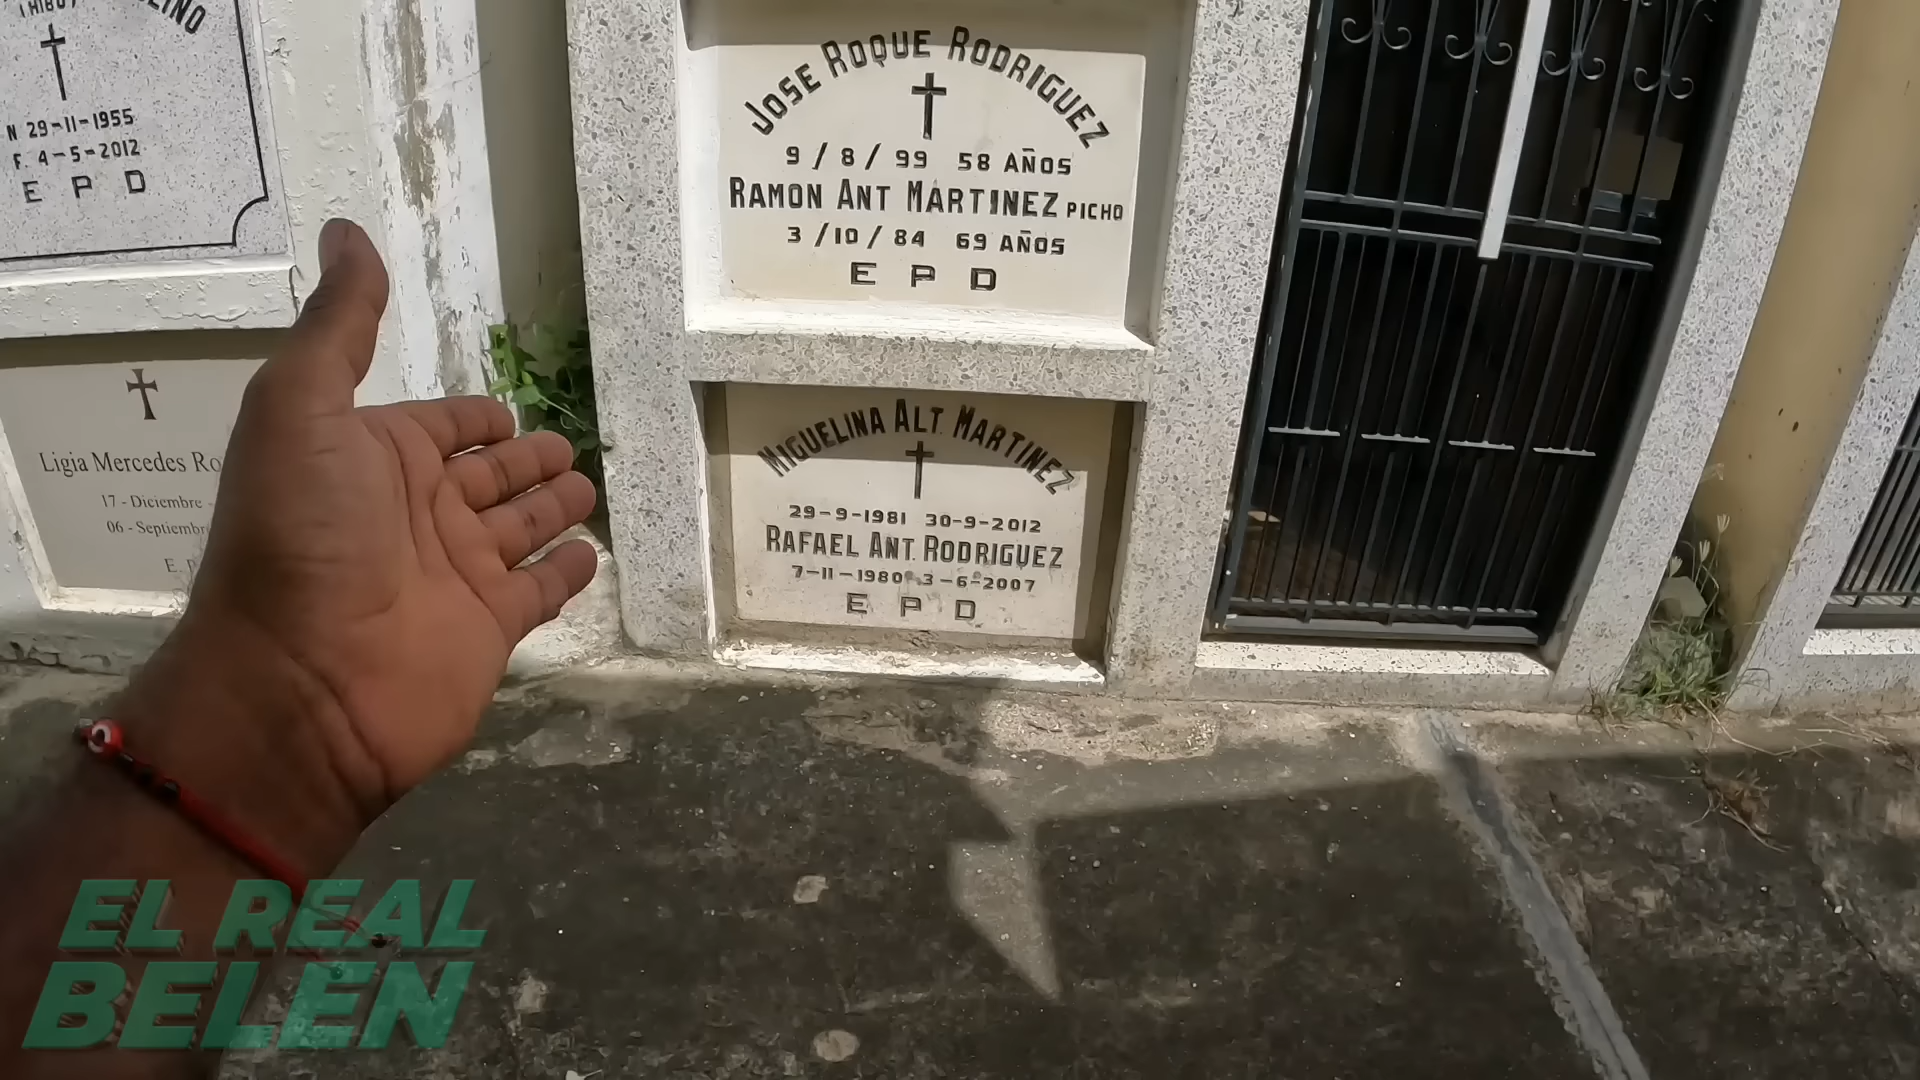 N 29-11-1955
F. 4-5-2012
E P D
Ligia Mercedes
17 - Diciembre -
06 - Septiembre
JOSE ROQUE RODRIGUEZ
9 / 8 / 99 58 AÑOS
RAMON ANT MARTINEZ PICHO
3 / 10 / 84 69 AÑOS
E P D
MIGUELINA ALT. MARTINEZ
29-9-1981 30-9-2012
RAFAEL ANT. RODRIGUEZ
7-11-1980 3-6-2007
E P D
EL REAL
BELEN